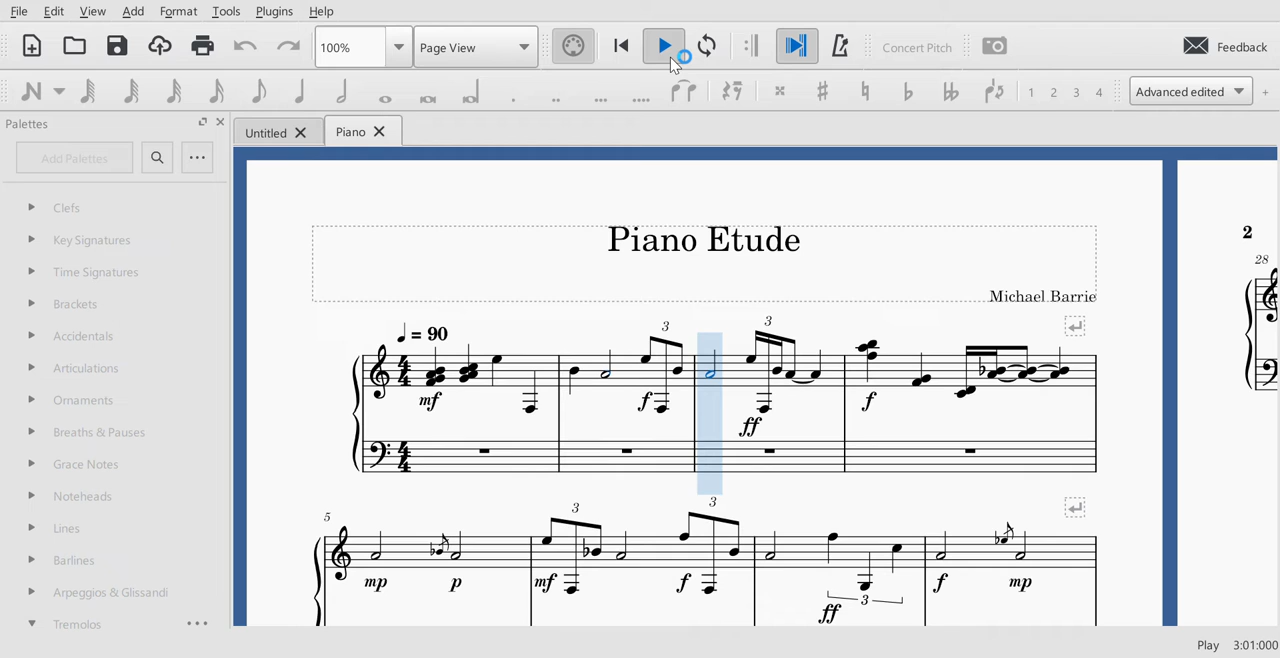 File Edit View Add Format Tools Plugins Help
100% Page View Concert Pitch Feedback
1 2 3 4 Advanced edited +
Palettes
Untitled Piano
Add Palettes ...
Clefs
Key Signatures
Time Signatures
Brackets
Accidentals
Articulations
Ornaments
Breaths & Pauses
Grace Notes
Noteheads
Lines
Barlines
Arpeggios & Glissandi
Tremolos
Piano Etude
Michael Barrie
= 90
3 3
mf f ff f
5 3 3
mp p mf f ff 3 f mp
2
28
Play 3:01:000